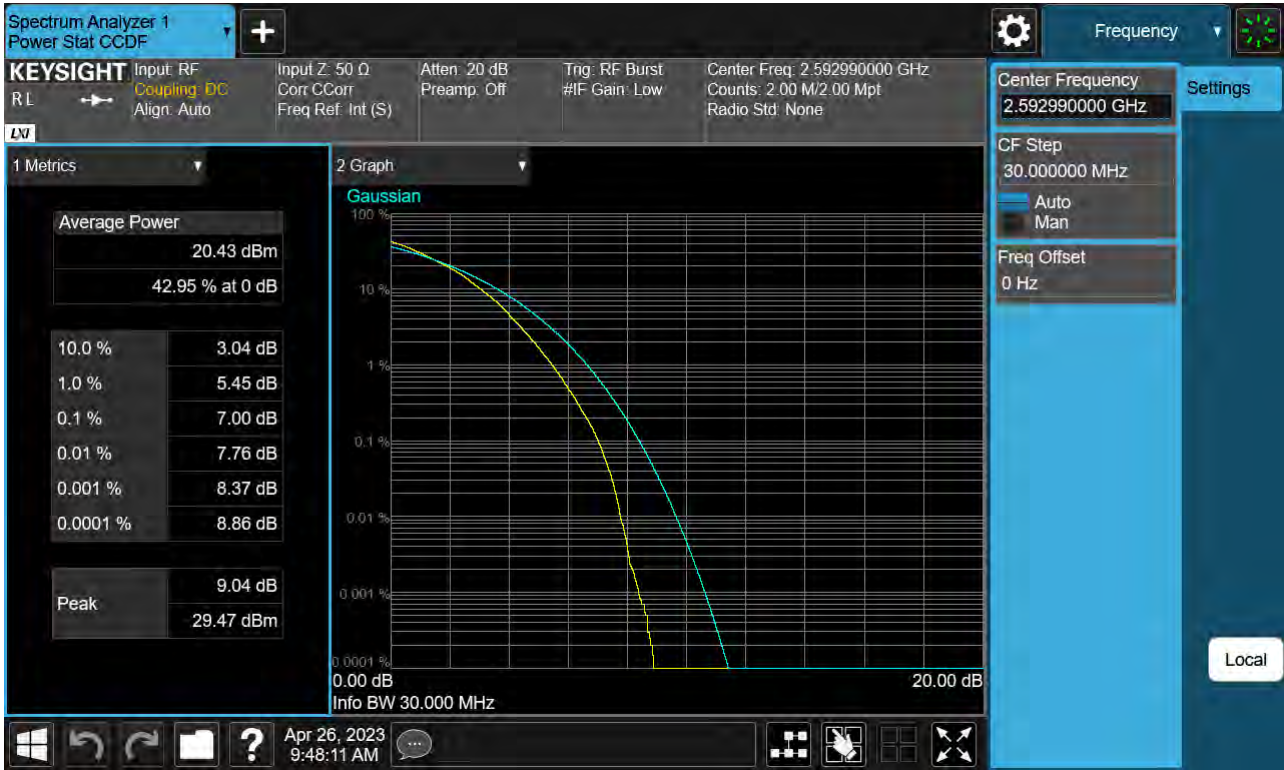 Spectrum Analyzer 1
Power Stat CCDF
+
Frequency
KEYSIGHT
RL
LXI
Input: RF
Coupling: DC
Align: Auto
Input Z: 50 Ω
Corr CCorr
Freq Ref: Int (S)
Atten: 20 dB
Preamp: Off
Trig: RF Burst
#IF Gain: Low
Center Freq: 2.592990000 GHz
Counts: 2.00 M/2.00 Mpt
Radio Std: None
Center Frequency
2.592990000 GHz
Settings
CF Step
30.000000 MHz
Auto
Man
Freq Offset
0 Hz
Local
1 Metrics
Average Power
20.43 dBm
42.95 % at 0 dB
10.0 % 3.04 dB
1.0 % 5.45 dB
0.1 % 7.00 dB
0.01 % 7.76 dB
0.001 % 8.37 dB
0.0001 % 8.86 dB
Peak
9.04 dB
29.47 dBm
2 Graph
Gaussian
100 %
10 %
1 %
0.1 %
0.01 %
0.001 %
0.0001 %
0.00 dB 20.00 dB
Info BW 30.000 MHz
?
Apr 26, 2023
9:48:11 AM